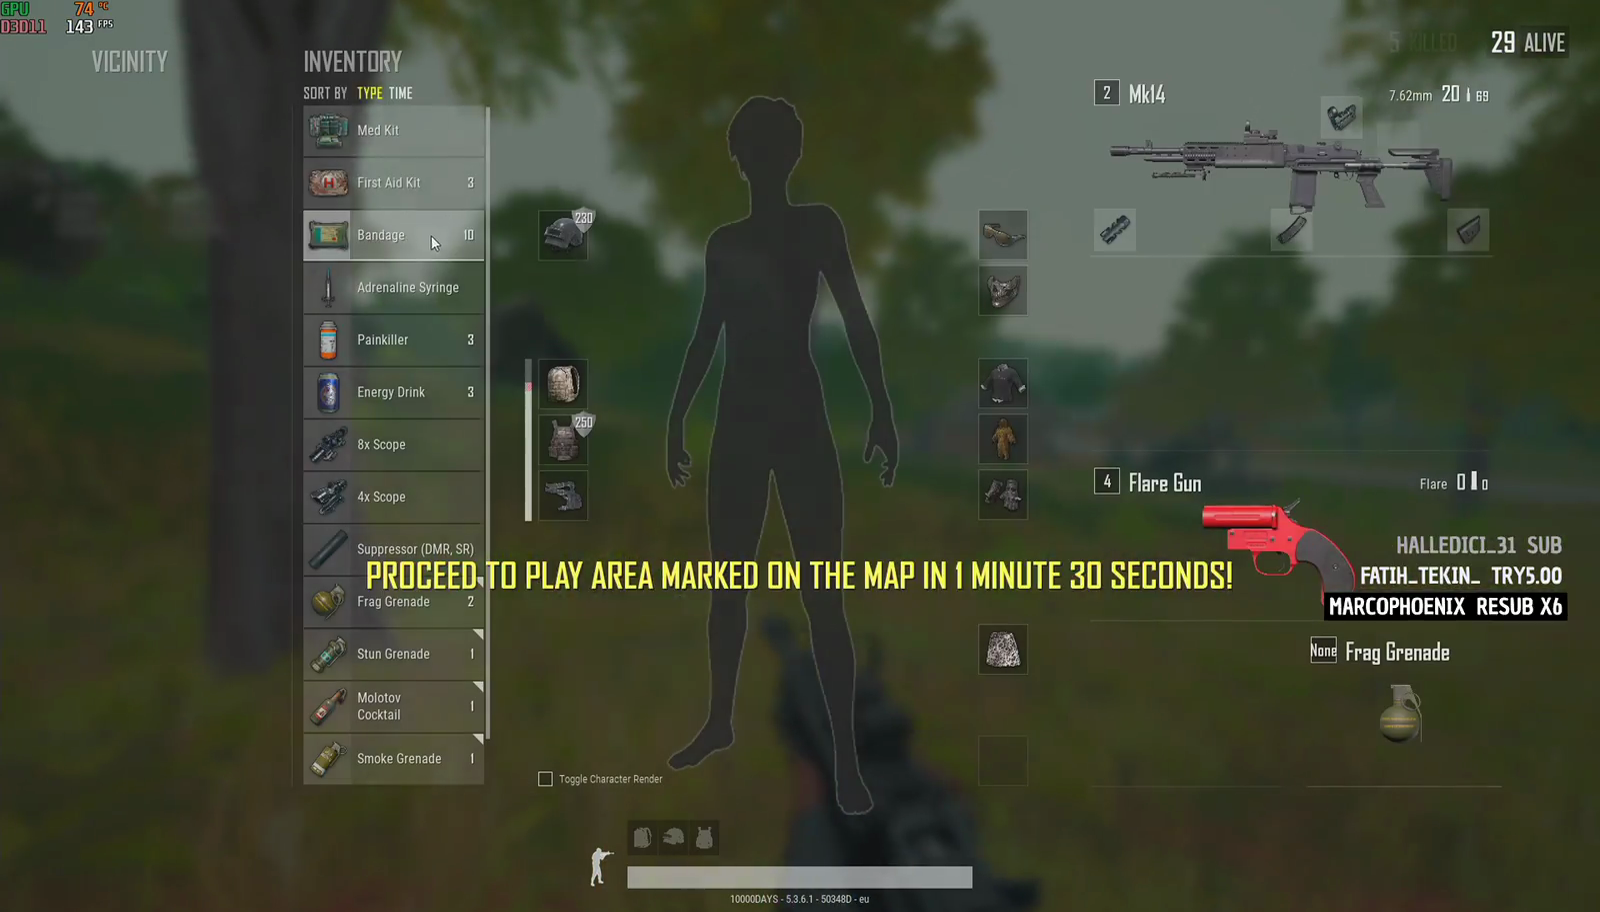 GPU 74 °C
D3D11 143 FPS
VICINITY
INVENTORY
SORT BY TYPE TIME
Med Kit
First Aid Kit 3
Bandage 10
Adrenaline Syringe
Painkiller 3
Energy Drink 3
8x Scope
4x Scope
Suppressor (DMR, SR)
Frag Grenade 2
Stun Grenade 1
Molotov
Cocktail 1
Smoke Grenade 1
230
250
PROCEED TO PLAY AREA MARKED ON THE MAP IN 1 MINUTE 30 SECONDS!
Toggle Character Render
10000DAYS - 5.3.6.1 - 50348D - eu
5 KILLED 29 ALIVE
2 Mk14 7.62mm 20 69
4 Flare Gun Flare 0 0
HALLEDICI_31 SUB
FATIH_TEKIN_ TRY5.00
MARCOPHOENIX RESUB X6
None Frag Grenade